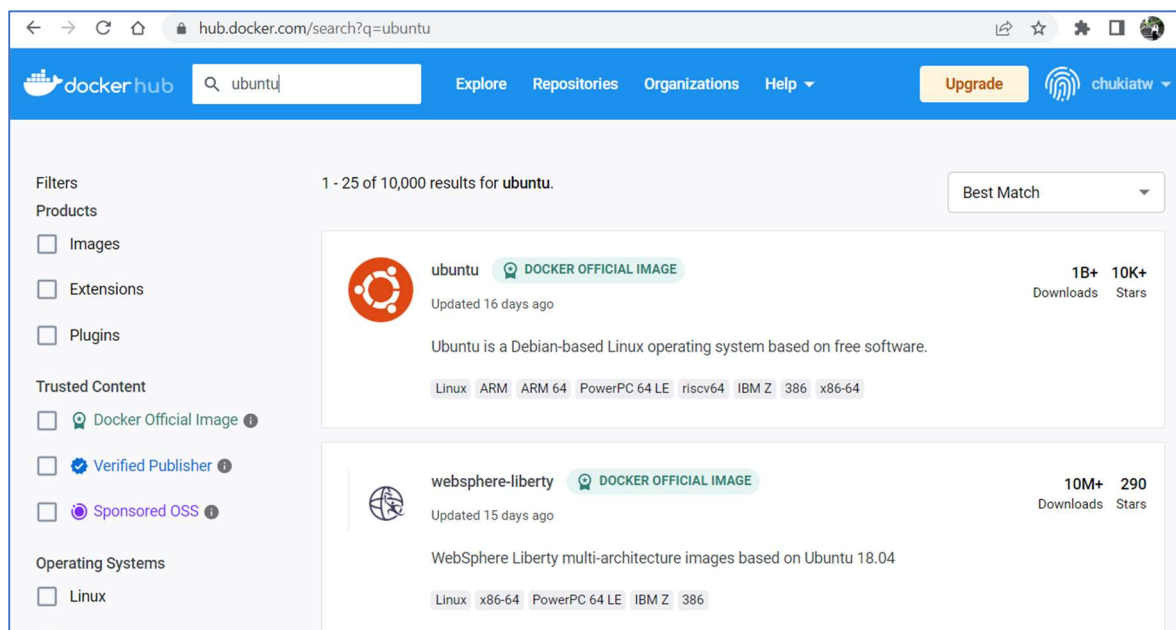 hub.docker.com/search?q=ubuntu
dockerhub ubuntu Explore Repositories Organizations Help Upgrade chukiatw
Filters
1 - 25 of 10,000 results for ubuntu.
Best Match
Products
Images
Extensions
Plugins
Trusted Content
Docker Official Image
Verified Publisher
Sponsored OSS
Operating Systems
Linux
ubuntu DOCKER OFFICIAL IMAGE
1B+ 10K+
Downloads Stars
Updated 16 days ago
Ubuntu is a Debian-based Linux operating system based on free software.
Linux ARM ARM 64 PowerPC 64 LE riscv64 IBM Z 386 x86-64
websphere-liberty DOCKER OFFICIAL IMAGE
10M+ 290
Downloads Stars
Updated 15 days ago
WebSphere Liberty multi-architecture images based on Ubuntu 18.04
Linux x86-64 PowerPC 64 LE IBM Z 386